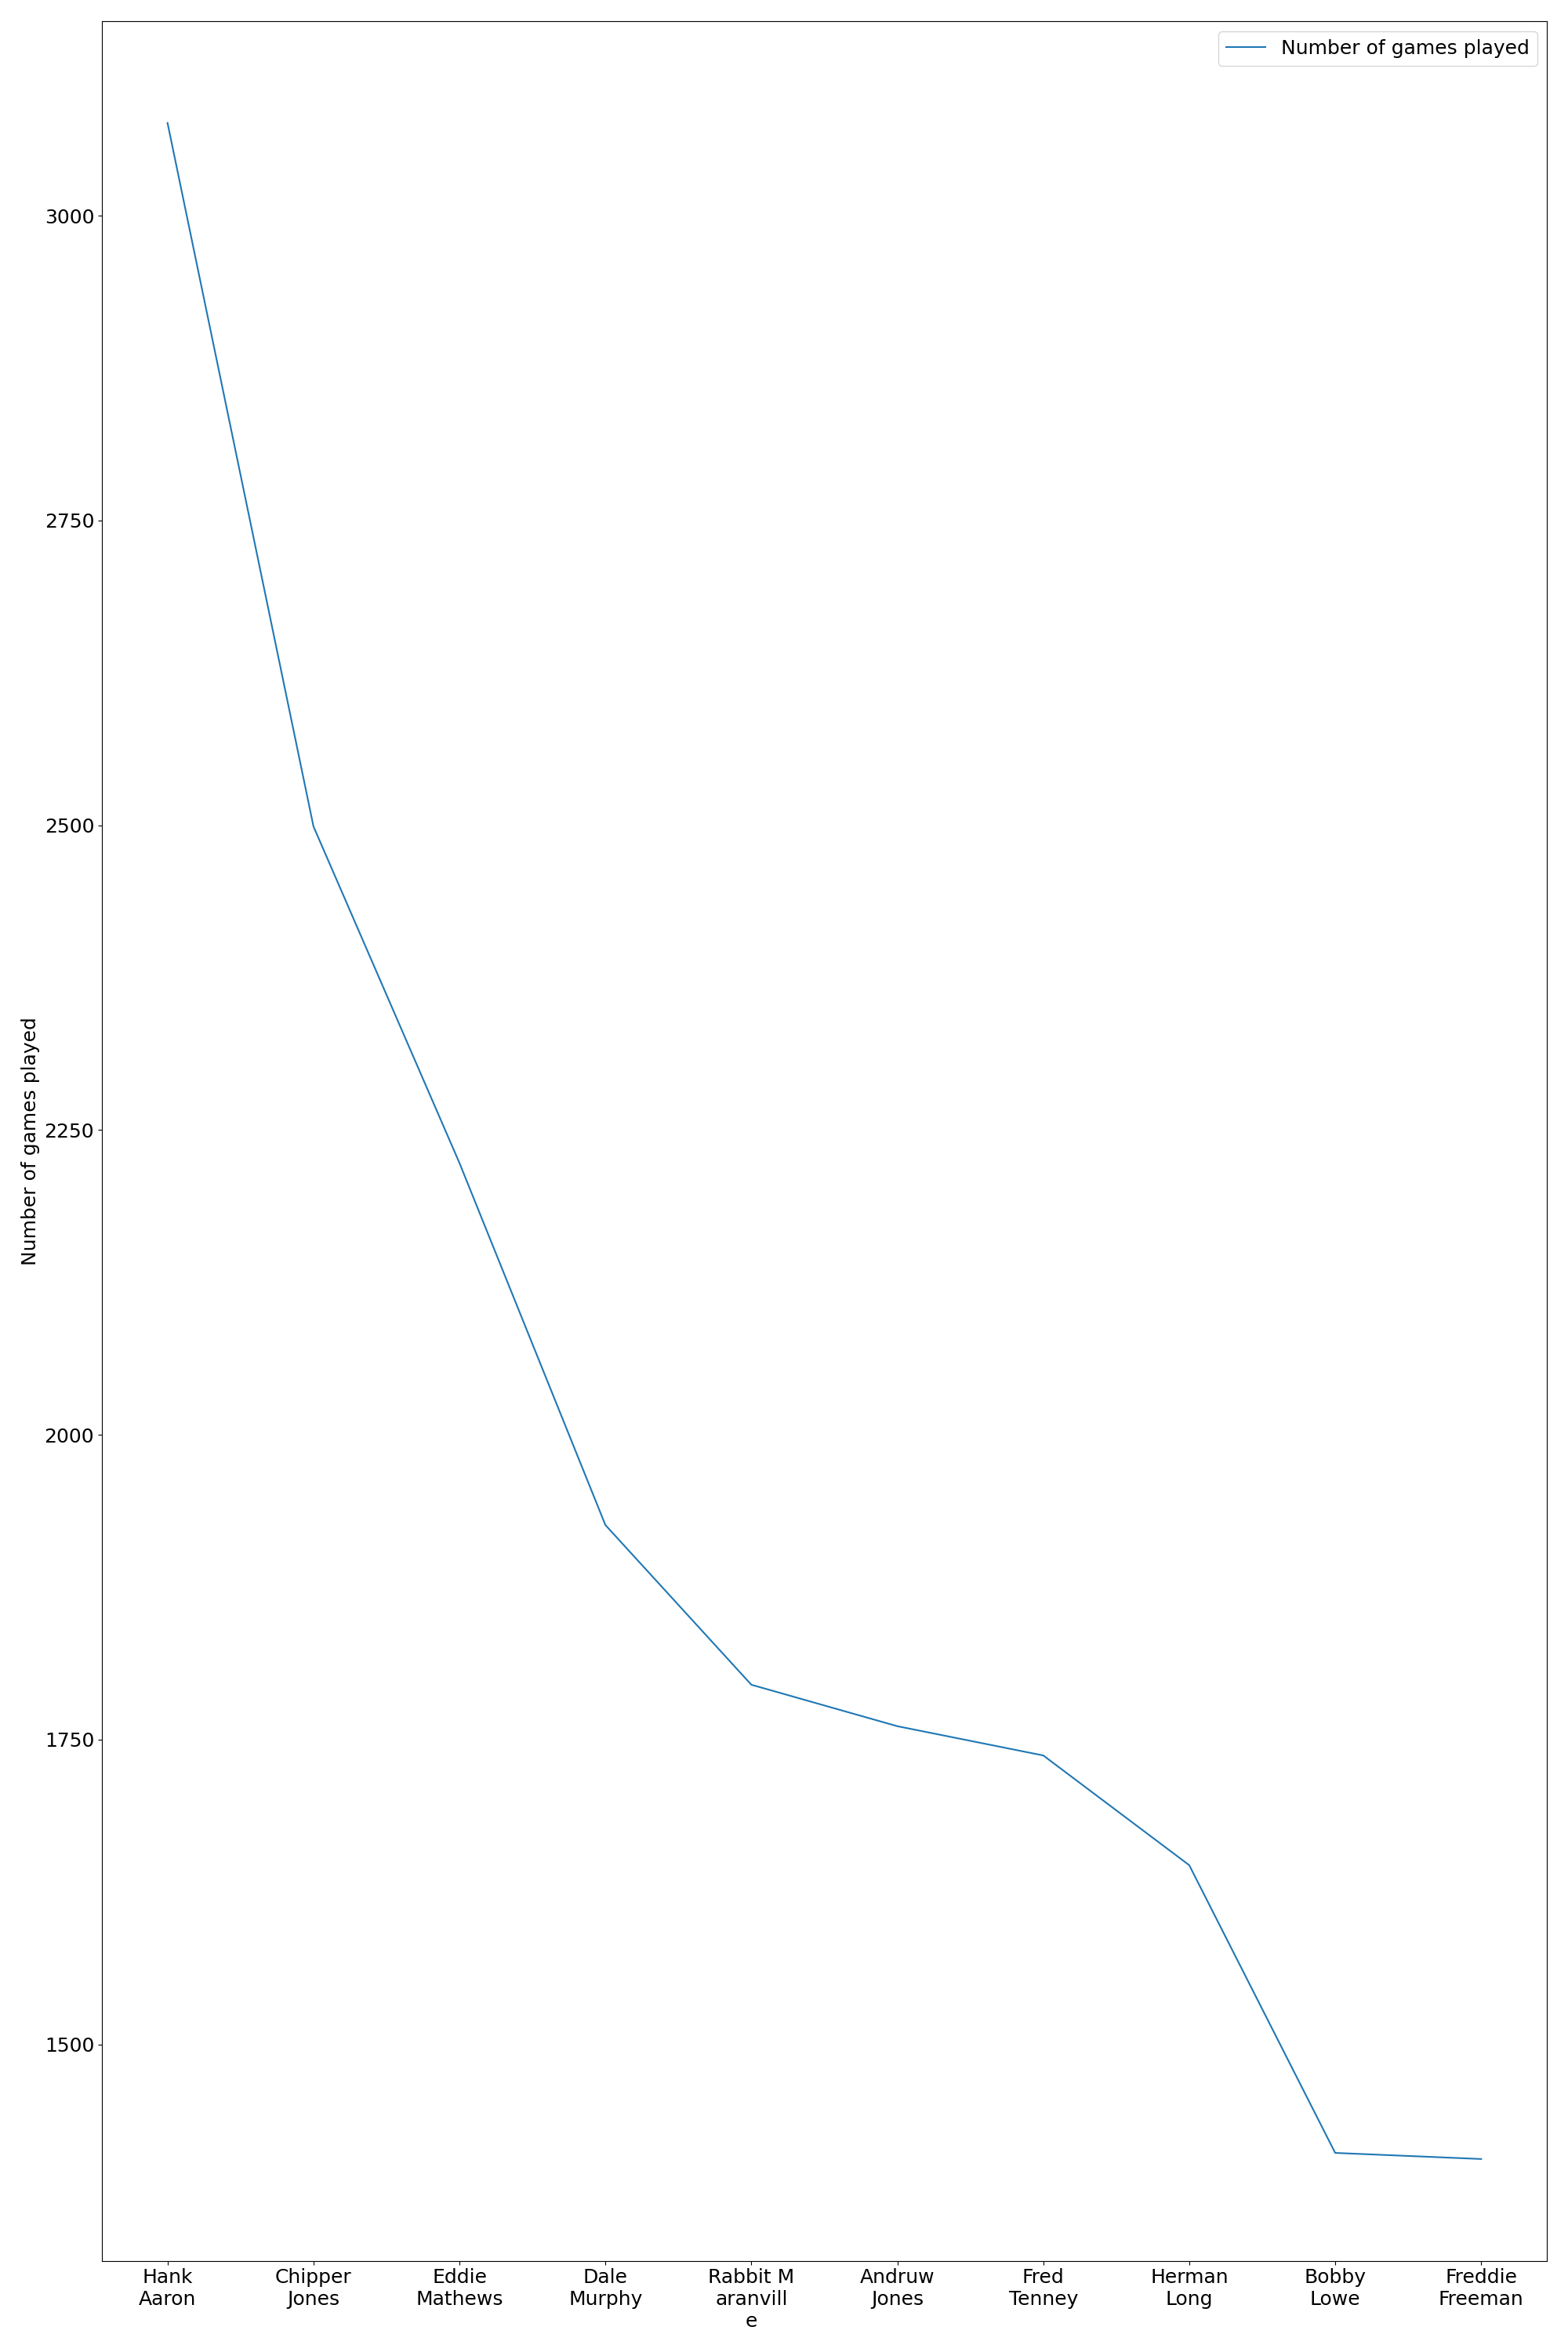 Number of games played
3000
2750
2500
2250
2000
1750
1500
Number of games played
Hank
Aaron
Chipper
Jones
Eddie
Mathews
Dale
Murphy
Rabbit M
aranvill
e
Andruw
Jones
Fred
Tenney
Herman
Long
Bobby
Lowe
Freddie
Freeman